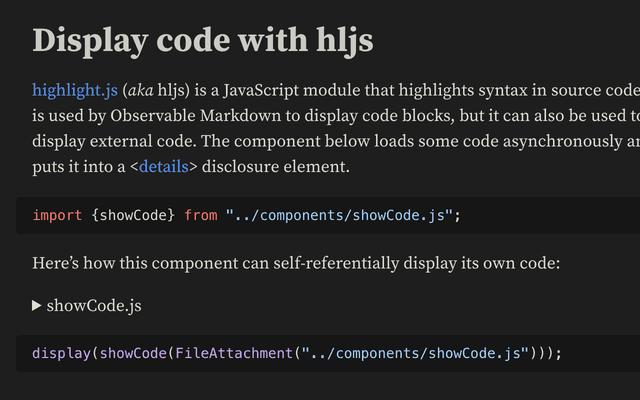 Display code with hljs
highlight.js (aka hljs) is a JavaScript module that highlights syntax in source code
is used by Observable Markdown to display code blocks, but it can also be used to
display external code. The component below loads some code asynchronously
puts it into a <details> disclosure element.
import {showCode} from "../components/showCode.js";
Here’s how this component can self-referentially display its own code:
▶ showCode.js
display(showCode(FileAttachment("../components/showCode.js")));